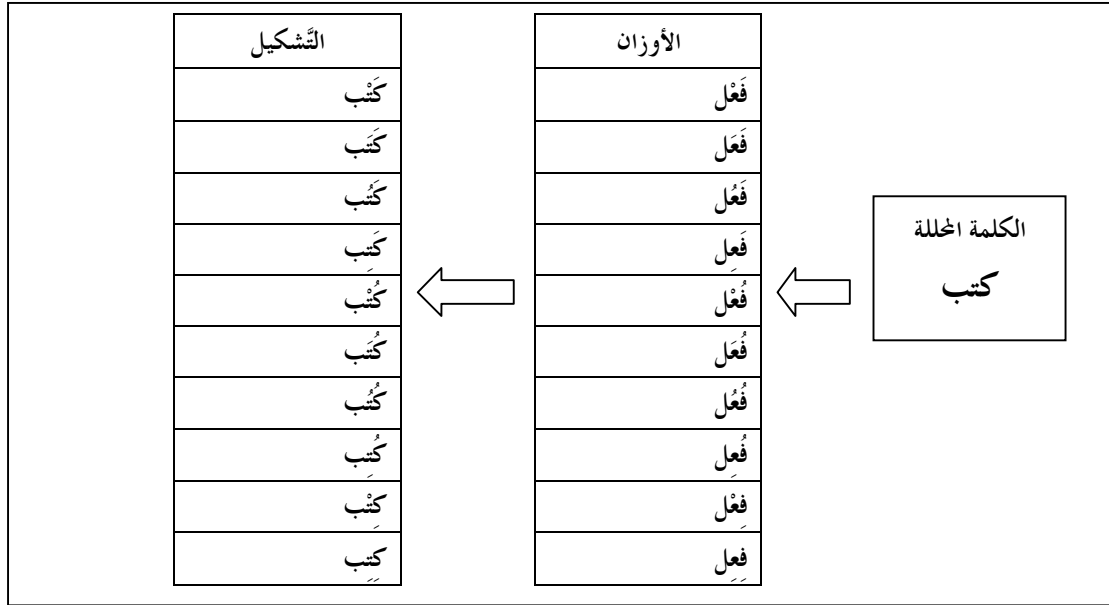 الكلمة المحللة
كتب
الأوزان
فَعْل
فَعَل
فَعُل
فَعِل
فُعْل
فُعَل
فُعُل
فُعِل
فِعْل
فِعِل
التَّشكيل
كَتْب
كَتَب
كَتُب
كَتِب
كُتْب
كُتَب
كُتُب
كُتِب
كِتْب
كِتِب